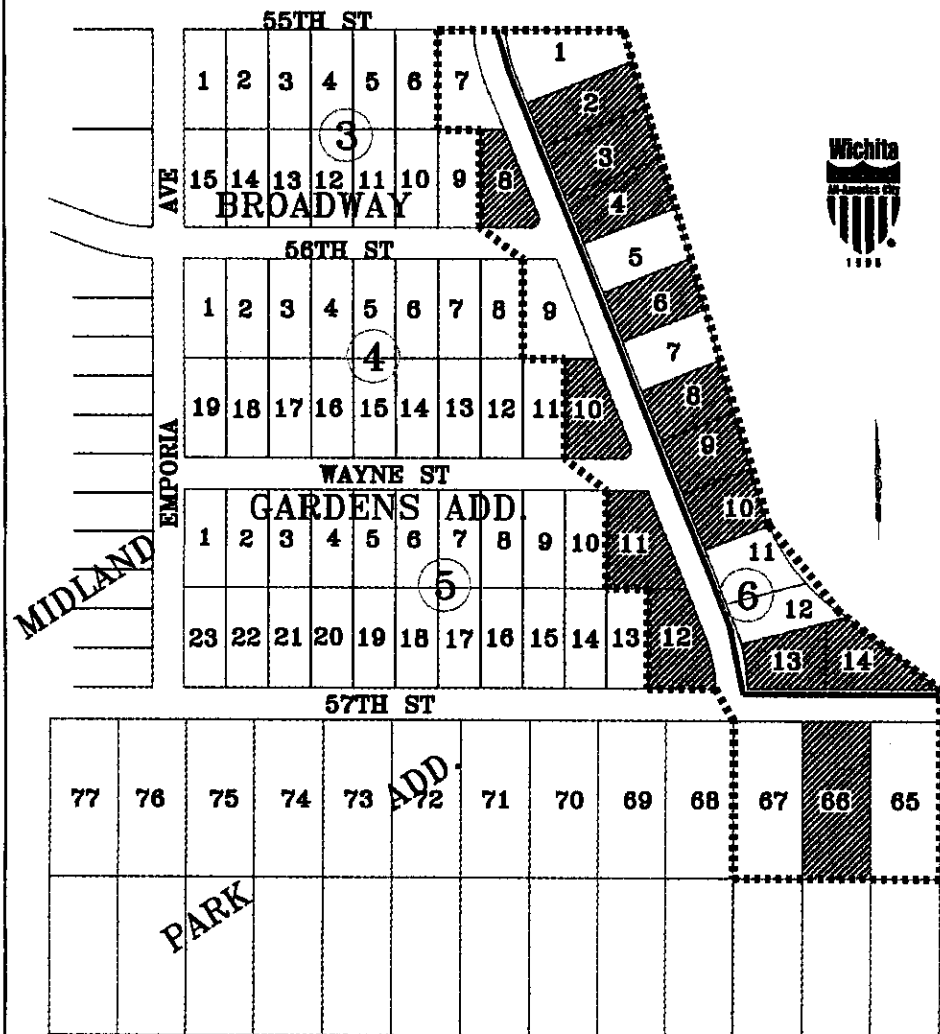 55TH ST
1 2 3 4 5 6 7 1
2
3
3
Wichita
All-America City
AVE
15 14 13 12 11 10 9 8 4
BROADWAY
5
56TH ST
6
1 2 3 4 5 6 7 8 9
4
7
8
19 18 17 16 15 14 13 12 11 10
9
EMPORIA
WAYNE ST
GARDENS ADD.
10
1 2 3 4 5 6 7 8 9 10 11 11
MIDLAND
5
6
12
23 22 21 20 19 18 17 16 15 14 13 12 13 14
57TH ST
77 76 75 74 73 72 71 70 69 68 67 66 65
ADD.
PARK